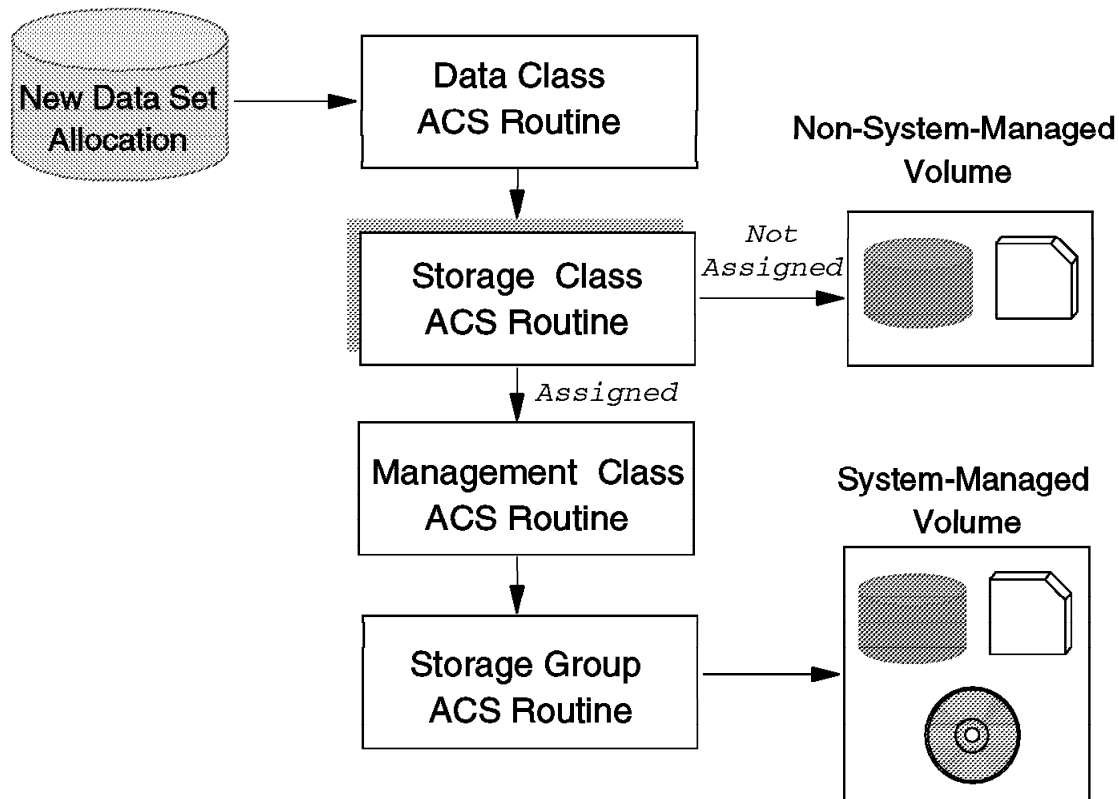 New Data Set
Allocation
Data Class
ACS Routine
Non-System-Managed
Volume
Storage Class
ACS Routine
Not
Assigned
Assigned
Management Class
ACS Routine
System-Managed
Volume
Storage Group
ACS Routine